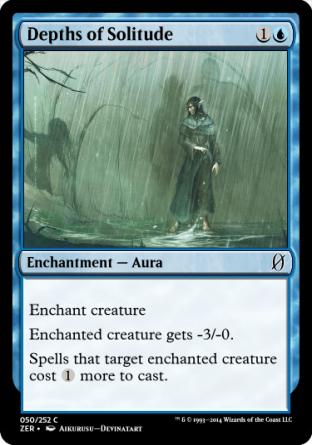 Depths of Solitude 1
Enchantment — Aura
Enchant creature
Enchanted creature gets -3/-0.
Spells that target enchanted creature
cost 1 more to cast.
050/252 C
ZER • Aikurusu-Devinatart
™ & © 1993–2014 Wizards of the Coast LLC